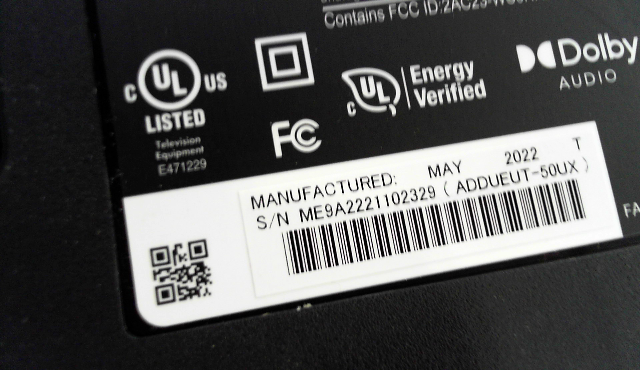 Contains FCC ID:2AC23-
C UL US
LISTED
Television
Equipment
E471229
FC
C UL
Energy
Verified
Dolby
AUDIO
MANUFACTURED: MAY 2022 T
S/N ME9A2221102329 ( ADDUEUT-50UX )
FA